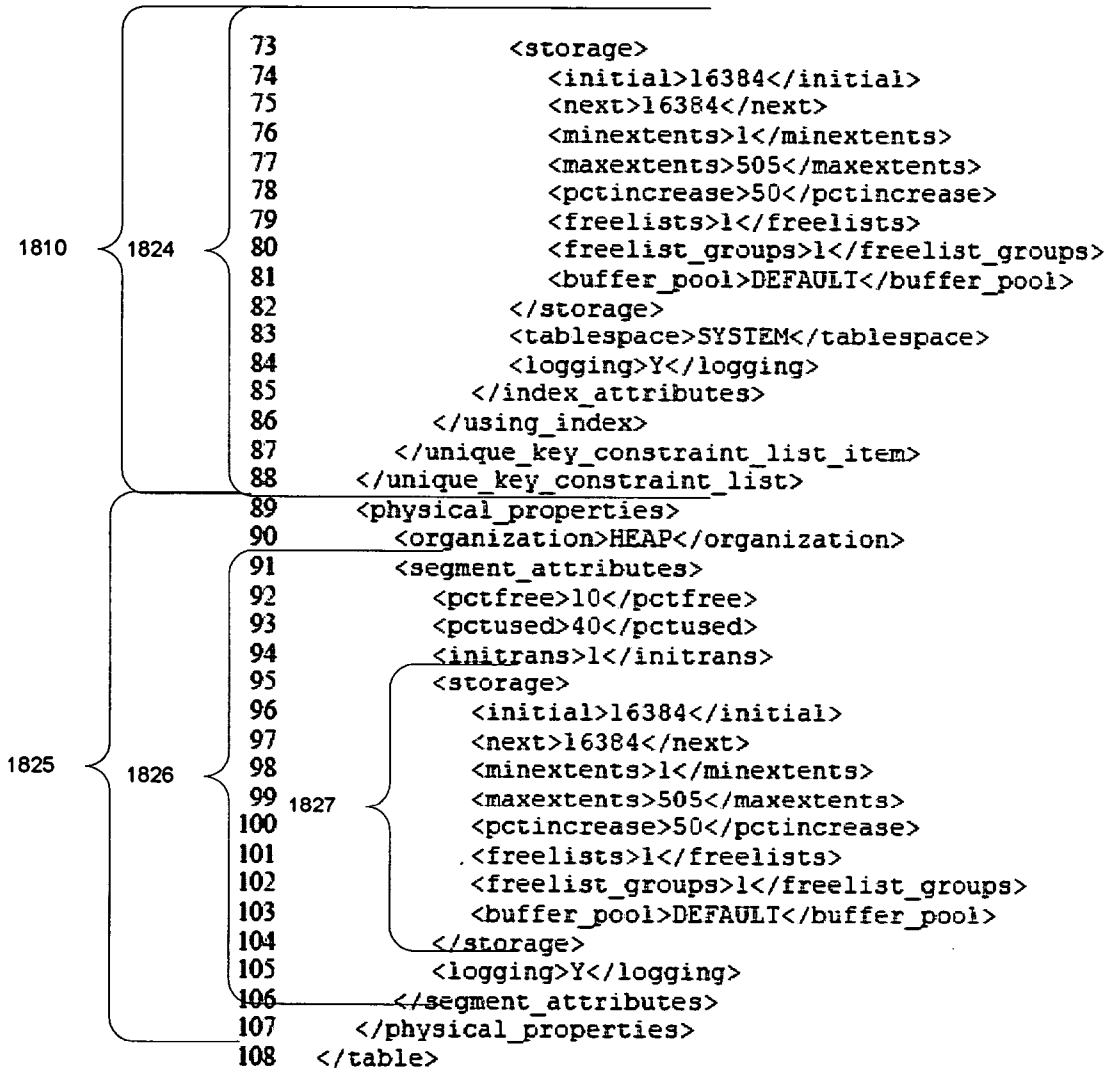 73 <storage>
74 <initial>16384</initial>
75 <next>16384</next>
76 <minextents>1</minextents>
77 <maxextents>505</maxextents>
78 <pctincrease>50</pctincrease>
79 <freelists>1</freelists>
1810 1824 80 <freelist_groups>1</freelist_groups>
81 <buffer_pool>DEFAULT</buffer_pool>
82 </storage>
83 <tablespace>SYSTEM</tablespace>
84 <logging>Y</logging>
85 </index_attributes>
86 </using_index>
87 </unique_key_constraint_list_item>
88 </unique_key_constraint_list>
89 <physical_properties>
90 <organization>HEAP</organization>
91 <segment_attributes>
92 <pctfree>10</pctfree>
93 <pctused>40</pctused>
94 <initrans>1</initrans>
95 <storage>
96 <initial>16384</initial>
97 <next>16384</next>
1825 1826 98 <minextents>1</minextents>
99 1827 <maxextents>505</maxextents>
100 <pctincrease>50</pctincrease>
101 <freelists>1</freelists>
102 <freelist_groups>1</freelist_groups>
103 <buffer_pool>DEFAULT</buffer_pool>
104 </storage>
105 <logging>Y</logging>
106 </segment_attributes>
107 </physical_properties>
108 </table>